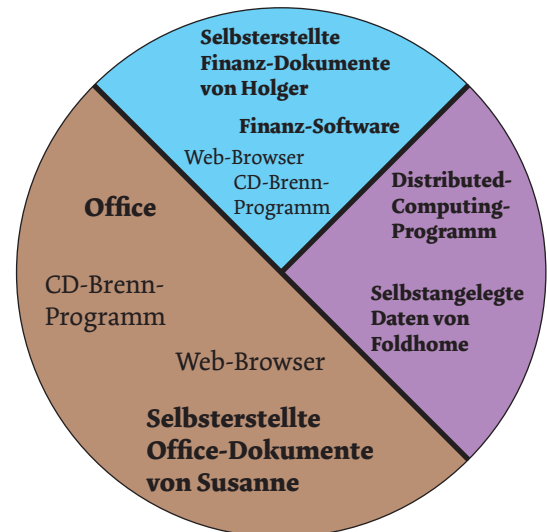 Selbsterstellte
Finanz-Dokumente
von Holger
Finanz-Software
Web-Browser
CD-Brenn-
Programm
Distributed-
Computing-
Programm
Selbstangelegte
Daten von
Foldhome
Office
CD-Brenn-
Programm
Web-Browser
Selbsterstellte
Office-Dokumente
von Susanne